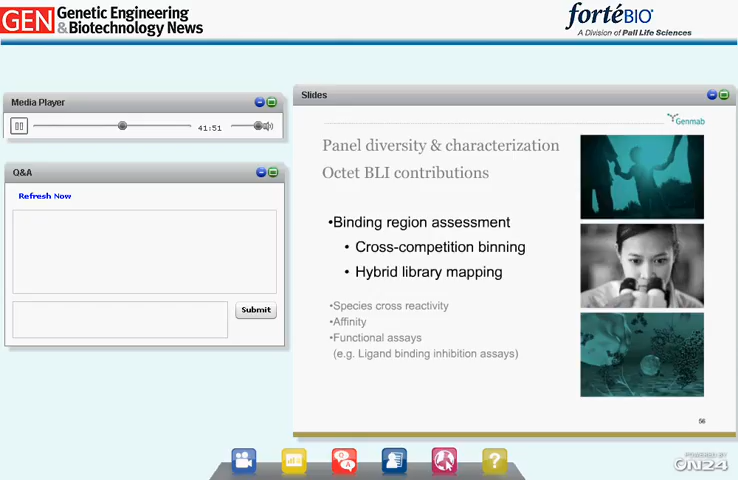 GEN Genetic Engineering
&Biotechnology News
fortéBIO®
A Division of Pall Life Sciences
Media Player
41:51
Q&A
Refresh Now
Submit
Slides
Genmab
Panel diversity & characterization
Octet BLI contributions
•Binding region assessment
• Cross-competition binning
• Hybrid library mapping
•Species cross reactivity
•Affinity
•Functional assays
(e.g. Ligand binding inhibition assays)
56
Q
A
?
POWERED BY
ON24